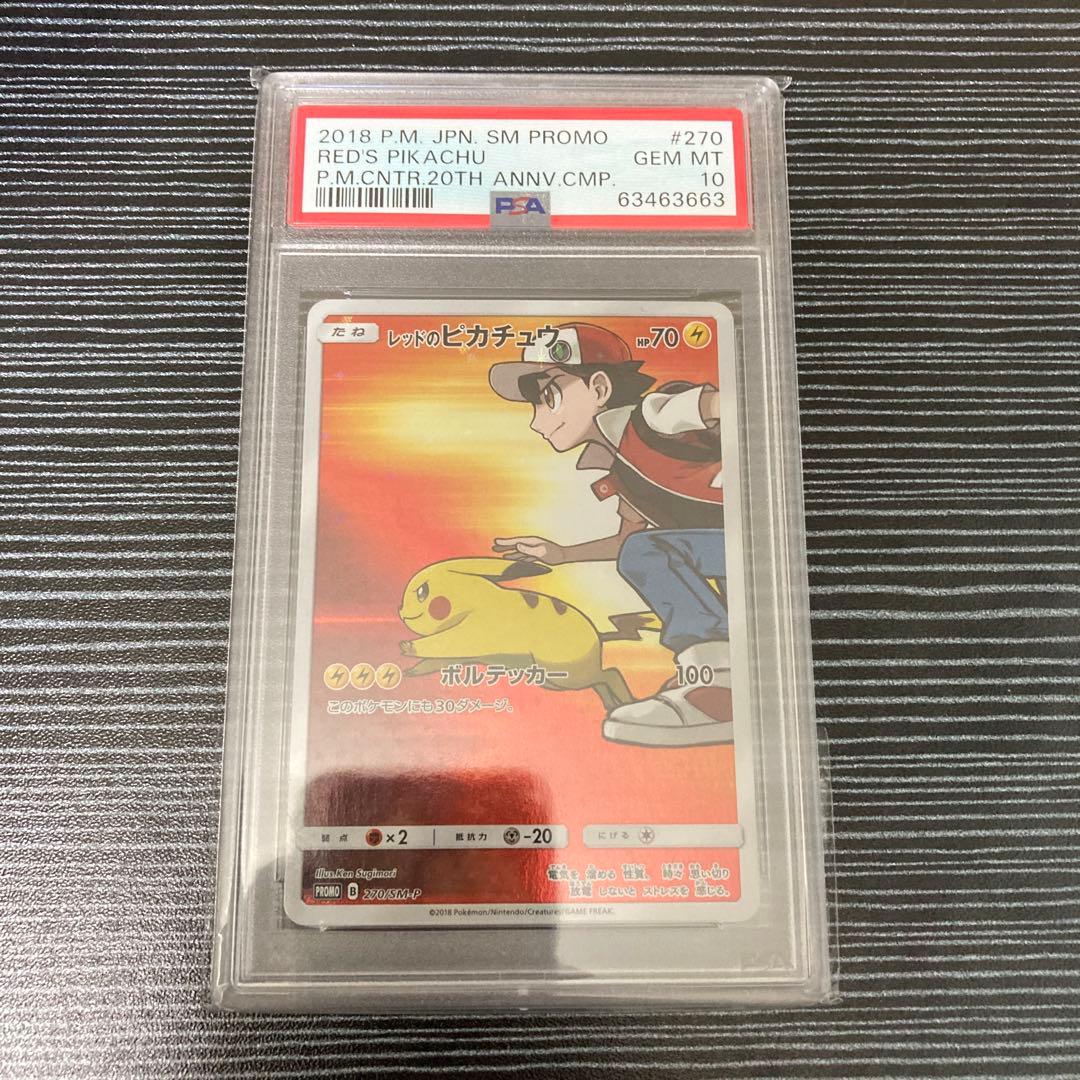 2018 P.M. JPN. SM PROMO #270
RED'S PIKACHU GEM MT
P.M.CNTR.20TH ANNV.CMP. 10
PSA 63463663
たね レッドのピカチュウ HP70
ボルテッカー 100
このポケモンにも30ダメージ。
弱点 ×2 抵抗力 -20 にげる
Illus.Ken Sugimori
電気を 溜める 性質。 時々 思い切り
放電 しないと ストレスを 感じる。
PROMO B 270/SM-P
©2018 Pokémon/Nintendo/Creatures/GAME FREAK.